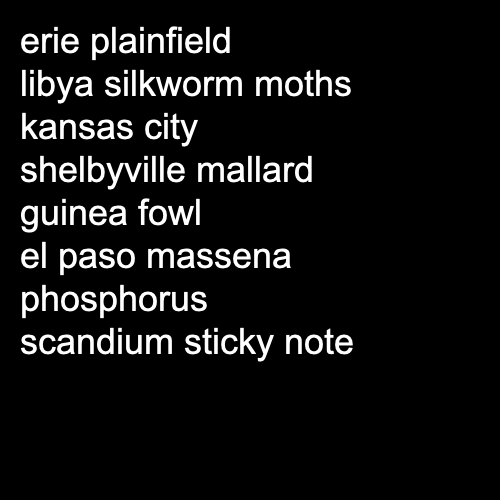 erie plainfield
libya silkworm moths
kansas city
shelbyville mallard
guinea fowl
el paso massena
phosphorus
scandium sticky note